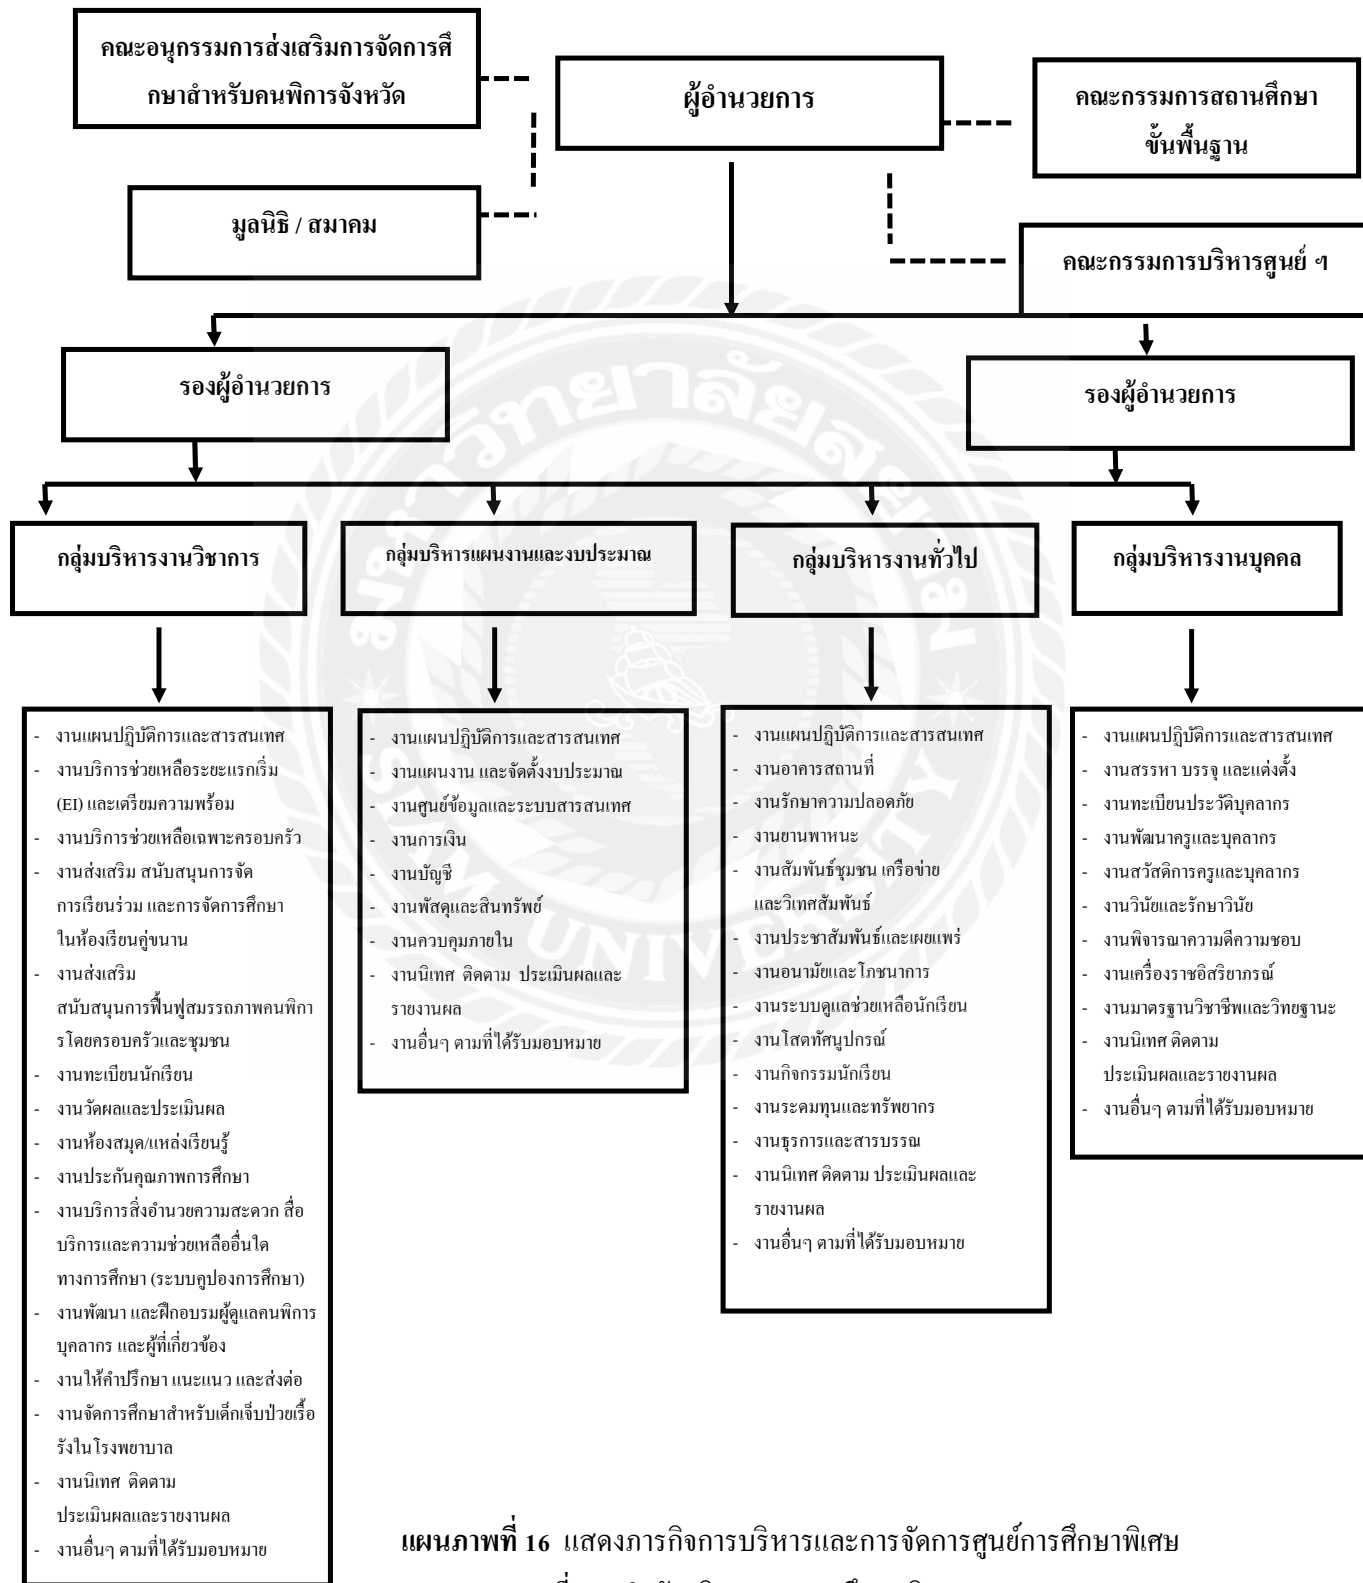 คณะอนุกรรมการส่งเสริมการจัดการศึ
กษาสำหรับคนพิการจังหวัด
ผู้อำนวยการ
คณะกรรมการสถานศึกษา
ขั้นพื้นฐาน
มูลนิธิ / สมาคม
คณะกรรมการบริหารศูนย์ ฯ
รองผู้อำนวยการ
รองผู้อำนวยการ
กลุ่มบริหารงานวิชาการ
กลุ่มบริหารแผนงานและงบประมาณ
กลุ่มบริหารงานทั่วไป
กลุ่มบริหารงานบุคคล
- งานแผนปฏิบัติการและสารสนเทศ
- งานบริการช่วยเหลือระยะแรกเริ่ม
(EI) และเตรียมความพร้อม
- งานบริการช่วยเหลือเฉพาะครอบครัว
- งานส่งเสริม สนับสนุนการจัด
การเรียนร่วม และการจัดการศึกษา
ในห้องเรียนคู่ขนาน
- งานส่งเสริม
สนับสนุนการฟื้นฟูสมรรถภาพคนพิกา
รโดยครอบครัวและชุมชน
- งานทะเบียนนักเรียน
- งานวัดผลและประเมินผล
- งานห้องสมุด/แหล่งเรียนรู้
- งานประกันคุณภาพการศึกษา
- งานบริการสิ่งอำนวยความสะดวก สื่อ
บริการและความช่วยเหลืออื่นใด
ทางการศึกษา (ระบบคูปองการศึกษา)
- งานพัฒนา และฝึกอบรมผู้ดูแลคนพิการ
บุคลากร และผู้ที่เกี่ยวข้อง
- งานให้คำปรึกษา แนะแนว และส่งต่อ
- งานจัดการศึกษาสำหรับเด็กเจ็บป่วยเรื้อ
รังในโรงพยาบาล
- งานนิเทศ ติดตาม
ประเมินผลและรายงานผล
- งานอื่นๆ ตามที่ได้รับมอบหมาย
- งานแผนปฏิบัติการและสารสนเทศ
- งานแผนงาน และจัดตั้งงบประมาณ
- งานศูนย์ข้อมูลและระบบสารสนเทศ
- งานการเงิน
- งานบัญชี
- งานพัสดุและสินทรัพย์
- งานควบคุมภายใน
- งานนิเทศ ติดตาม ประเมินผลและ
รายงานผล
- งานอื่นๆ ตามที่ได้รับมอบหมาย
- งานแผนปฏิบัติการและสารสนเทศ
- งานอาคารสถานที่
- งานรักษาความปลอดภัย
- งานยานพาหนะ
- งานสัมพันธ์ชุมชน เครือข่าย
และวิเทศสัมพันธ์
- งานประชาสัมพันธ์และเผยแพร่
- งานอนามัยและโภชนาการ
- งานระบบดูแลช่วยเหลือนักเรียน
- งานโสตทัศนูปกรณ์
- งานกิจกรรมนักเรียน
- งานระดมทุนและทรัพยากร
- งานธุรการและสารบรรณ
- งานนิเทศ ติดตาม ประเมินผลและ
รายงานผล
- งานอื่นๆ ตามที่ได้รับมอบหมาย
- งานแผนปฏิบัติการและสารสนเทศ
- งานสรรหา บรรจุ และแต่งตั้ง
- งานทะเบียนประวัติบุคลากร
- งานพัฒนาครูและบุคลากร
- งานสวัสดิการครูและบุคลากร
- งานวินัยและรักษาวินัย
- งานพิจารณาความดีความชอบ
- งานเครื่องราชอิสริยาภรณ์
- งานมาตรฐานวิชาชีพและวิทยฐานะ
- งานนิเทศ ติดตาม
ประเมินผลและรายงานผล
- งานอื่นๆ ตามที่ได้รับมอบหมาย
มหาวิทยาลัยสยาม
SIAM UNIVERSITY
แผนภาพที่ 16 แสดงภารกิจการบริหารและการจัดการศูนย์การศึกษาพิเศษ